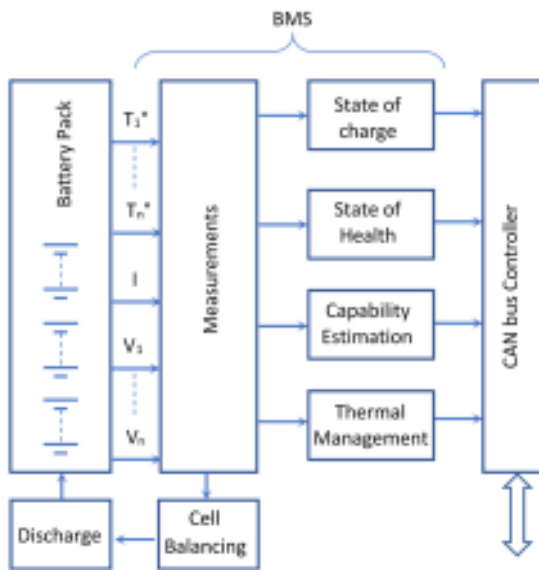 BMS
Battery Pack
T1*
Tn*
I
V1
Vn
Measurements
State of
charge
State of
Health
Capability
Estimation
Thermal
Management
CAN bus Controller
Discharge
Cell
Balancing